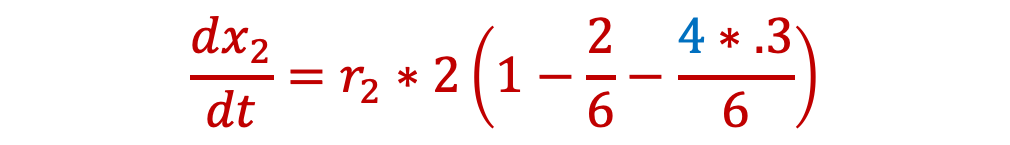 dx₂/dt = r₂ * 2 (1 − 2/6 − 4 * .3/6)